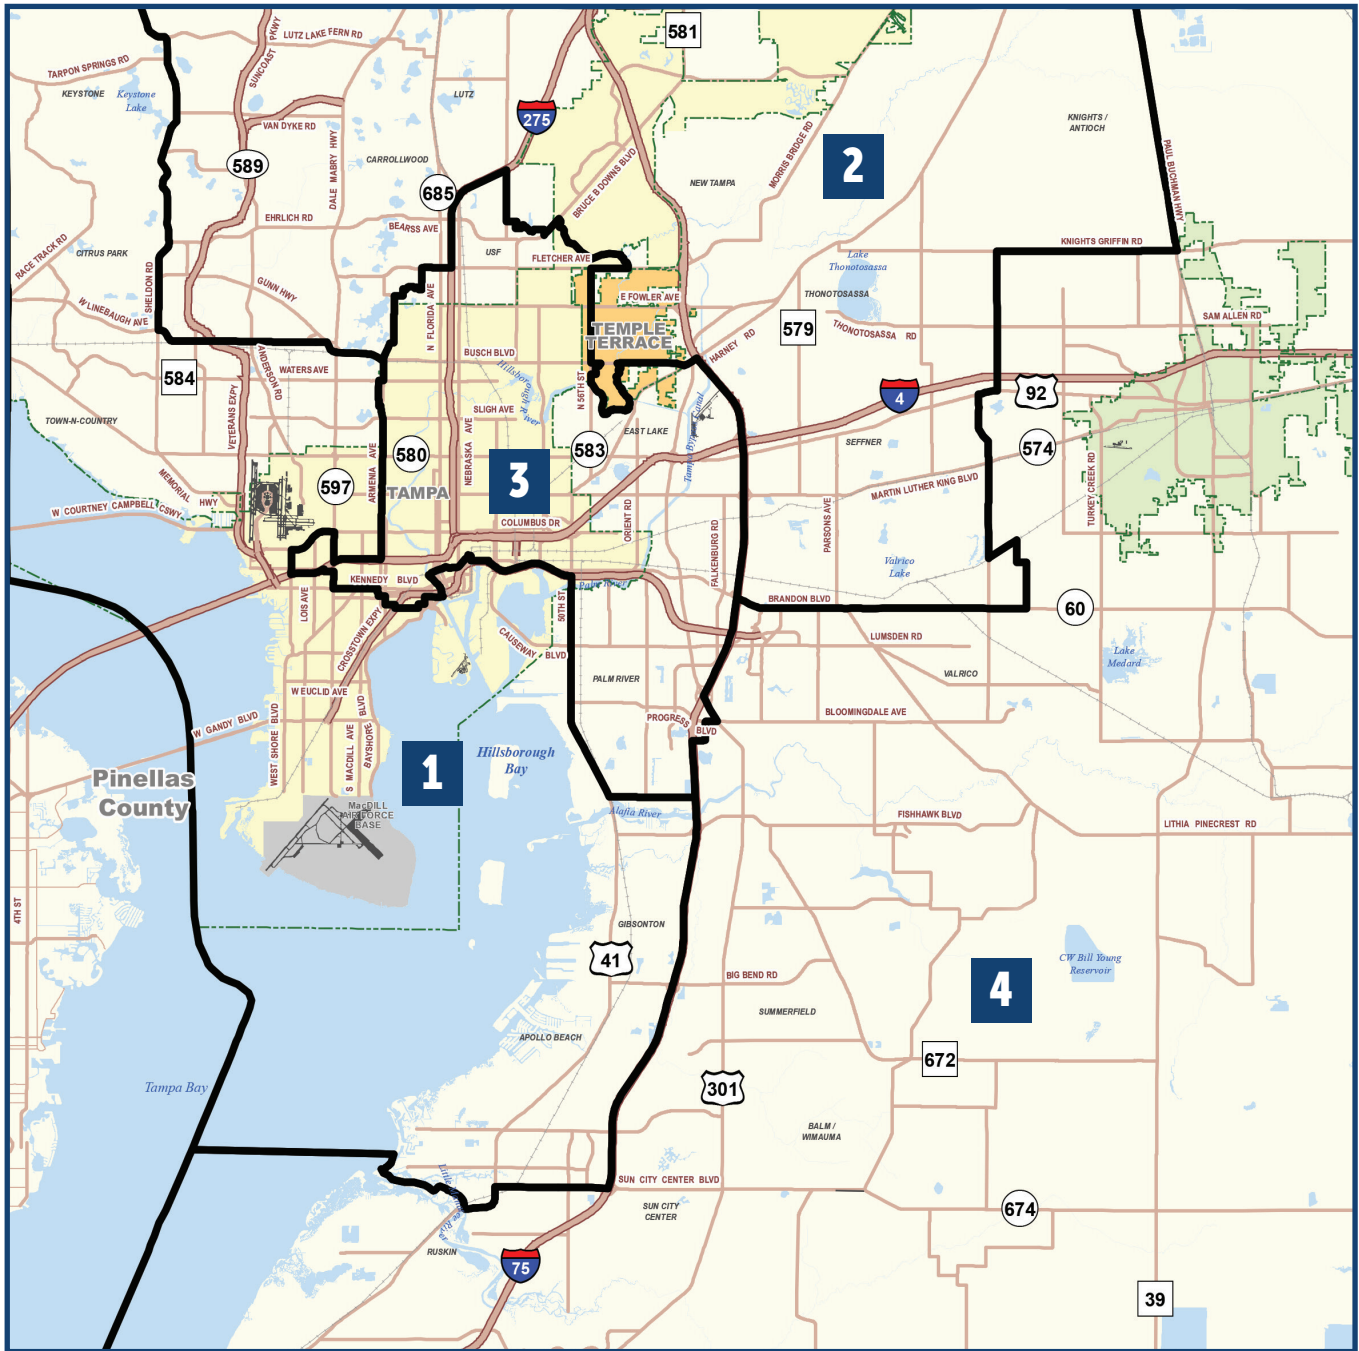 LUTZ LAKE FERN RD
SUNCOAST PKWY
581
TARPON SPRINGS RD
KEYSTONE
Keystone
Lake
LUTZ
275
VAN DYKE RD
DALE MABRY HWY
KNIGHTS /
ANTIOCH
MORRIS BRIDGE RD
2
589
CARROLLWOOD
685
BRUCE B DOWNS BLVD
NEW TAMPA
PAUL BUCHMAN HWY
EHRLICH RD
BEARSS AVE
RACE TRACK RD
CITRUS PARK
USF
FLETCHER AVE
KNIGHTS GRIFFIN RD
Lake
Thonotosassa
THONOTOSASSA
SHELDON RD
GUNN HWY
W LINEBAUGH AVE
N FLORIDA AVE
E FOWLER AVE
TEMPLE
TERRACE
579
THONOTOSASSA RD
SAM ALLEN RD
HARNEY RD
584
ANDERSON RD
WATERS AVE
BUSCH BLVD
Hillsborough
River
N 56TH ST
4
92
VETERANS EXPY
TOWN-N-COUNTRY
SLIGH AVE
EAST LAKE
SEFFNER
574
ARMENIA AVE
580
NEBRASKA AVE
583
TURKEY CREEK RD
MEMORIAL HWY
597
TAMPA
3
MARTIN LUTHER KING BLVD
W COURTNEY CAMPBELL CSWY
COLUMBUS DR
ORIENT RD
FALKENBURG RD
PARSONS AVE
Valrico
Lake
KENNEDY BLVD
Palm River
LOIS AVE
50TH ST
BRANDON BLVD
60
CROSSTOWN EXPY
CAUSEWAY BLVD
LUMSDEN RD
Lake
Medard
PALM RIVER
VALRICO
W EUCLID AVE
W GANDY BLVD
WEST SHORE BLVD
S MACDILL AVE
BAYSHORE BLVD
PROGRESS BLVD
BLOOMINGDALE AVE
1
Hillsborough
Bay
Pinellas
County
MacDILL
AIR FORCE
BASE
Alafia River
FISHHAWK BLVD
LITHIA PINECREST RD
4TH ST
GIBSONTON
41
BIG BEND RD
4
CW Bill Young
Reservoir
SUMMERFIELD
APOLLO BEACH
672
Tampa Bay
301
BALM /
WIMAUMA
SUN CITY CENTER BLVD
SUN CITY
CENTER
674
RUSKIN
75
39